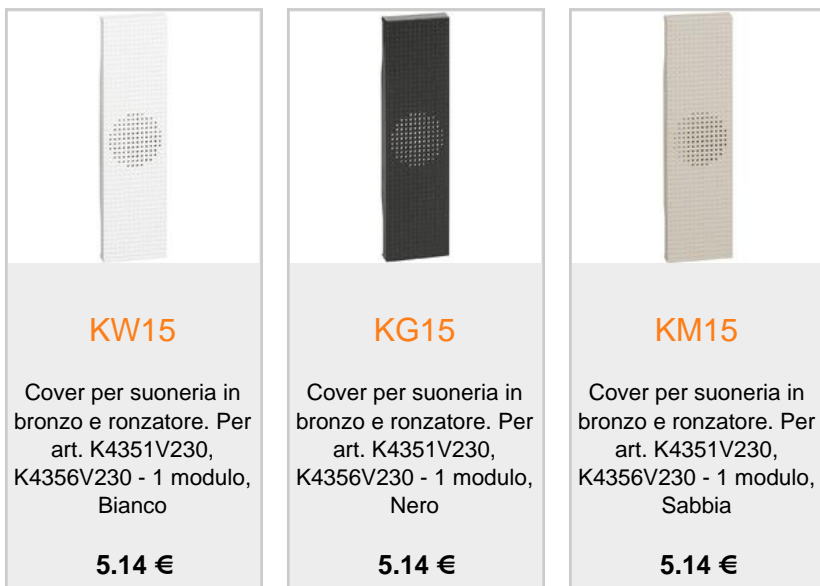 KW15
Cover per suoneria in
bronzo e ronzatore. Per
art. K4351V230,
K4356V230 - 1 modulo,
Bianco
5.14 €
KG15
Cover per suoneria in
bronzo e ronzatore. Per
art. K4351V230,
K4356V230 - 1 modulo,
Nero
5.14 €
KM15
Cover per suoneria in
bronzo e ronzatore. Per
art. K4351V230,
K4356V230 - 1 modulo,
Sabbia
5.14 €